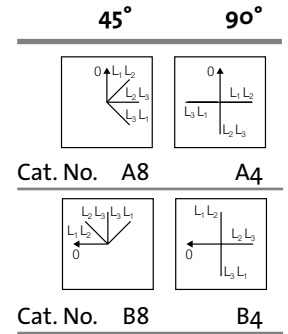 45° 90°
0 L₁ L₂
L₂ L₃
L₃ L₁
0
L₁ L₂
L₃ L₁
L₂ L₃
Cat. No. A8 A4
L₂ L₃ L₃ L₁
L₁ L₂
0
L₁ L₂
L₂ L₃
0
L₃ L₁
Cat. No. B8 B4